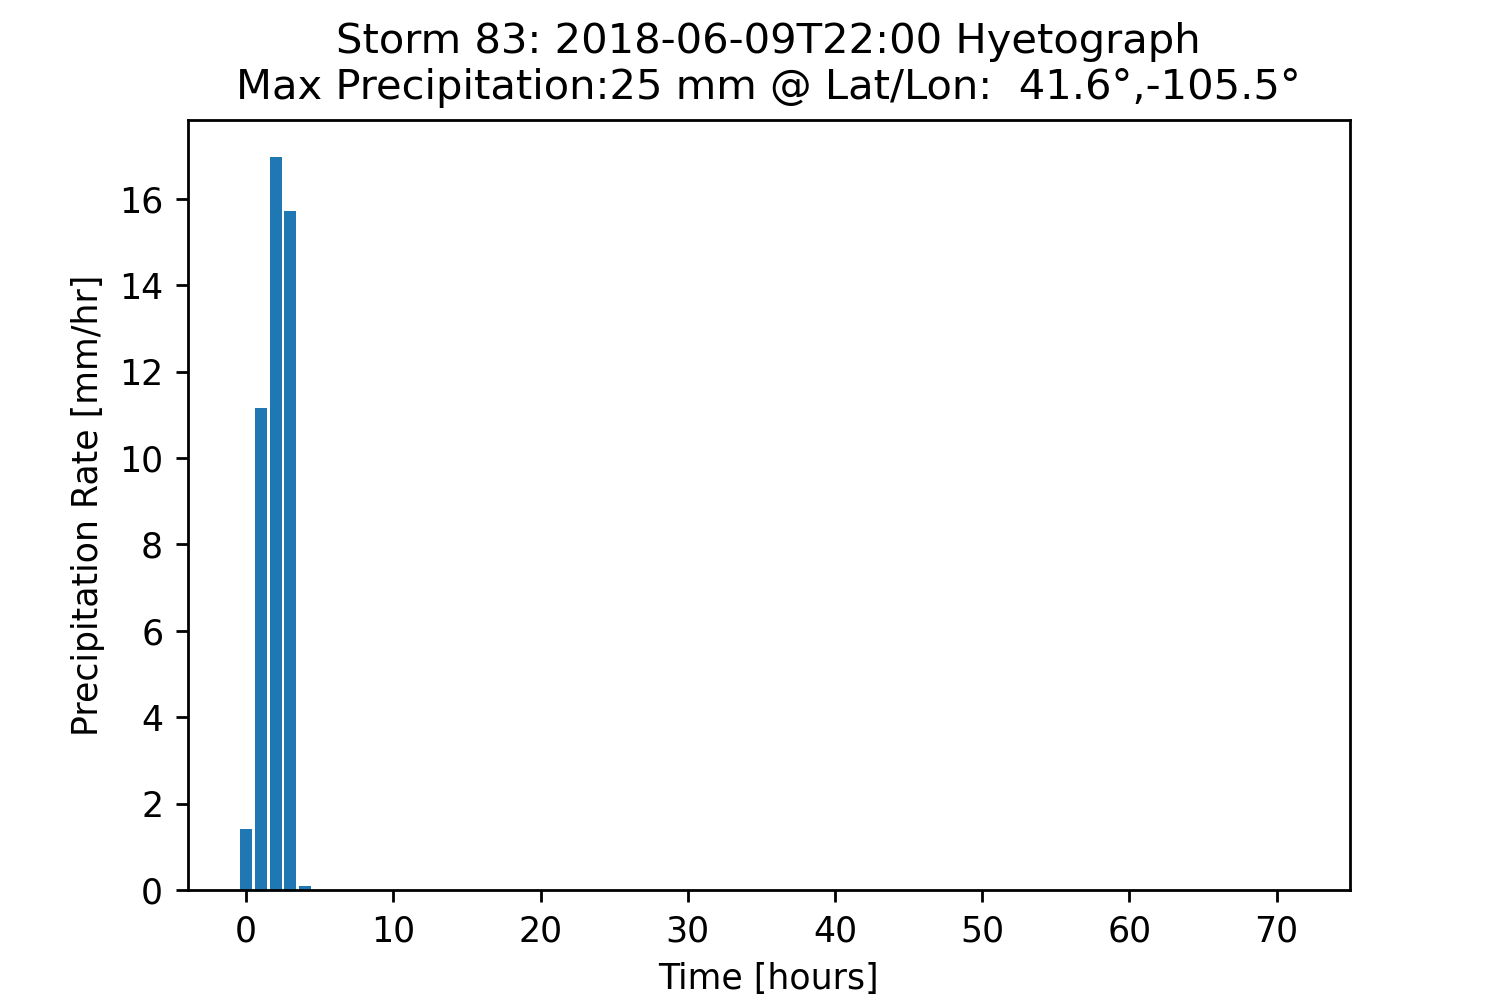 Storm 83: 2018-06-09T22:00 Hyetograph
Max Precipitation:25 mm @ Lat/Lon:  41.6°,-105.5°
Precipitation Rate [mm/hr]
16
14
12
10
8
6
4
2
0
0 10 20 30 40 50 60 70
Time [hours]